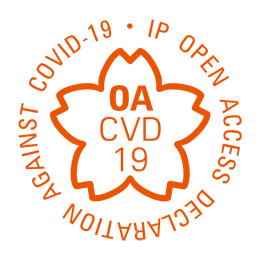 IP OPEN ACCESS DECLARATION AGAINST COVID-19 •
OA
CVD
19